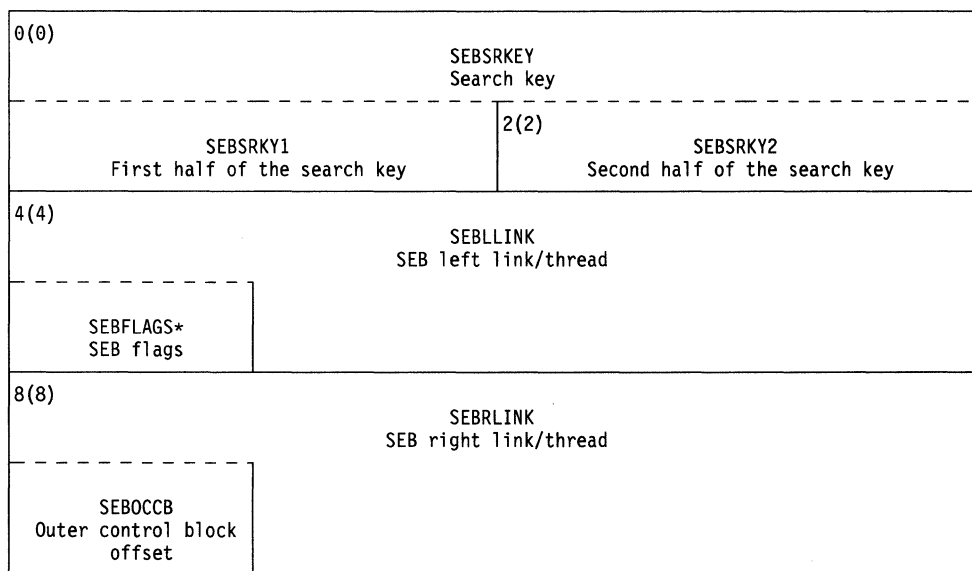 0(0)
SEBSRKEY
Search key
SEBSRKY1
First half of the search key
2(2)
SEBSRKY2
Second half of the search key
4(4)
SEBLLINK
SEB left link/thread
SEBFLAGS*
SEB flags
8(8)
SEBRLINK
SEB right link/thread
SEBOCCB
Outer control block
offset